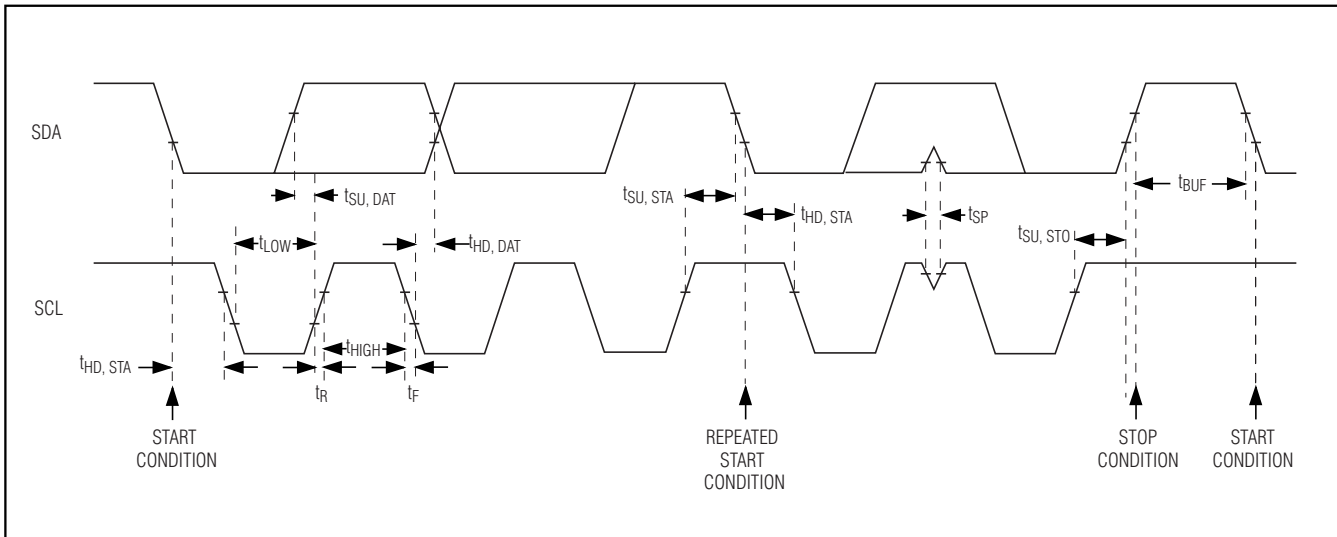 SDA
tSU, DAT
tSU, STA
tHD, STA
tSP
tBUF
tLOW
tHD, DAT
tSU, STO
SCL
tHD, STA
tHIGH
tR
tF
START
CONDITION
REPEATED
START
CONDITION
STOP
CONDITION
START
CONDITION